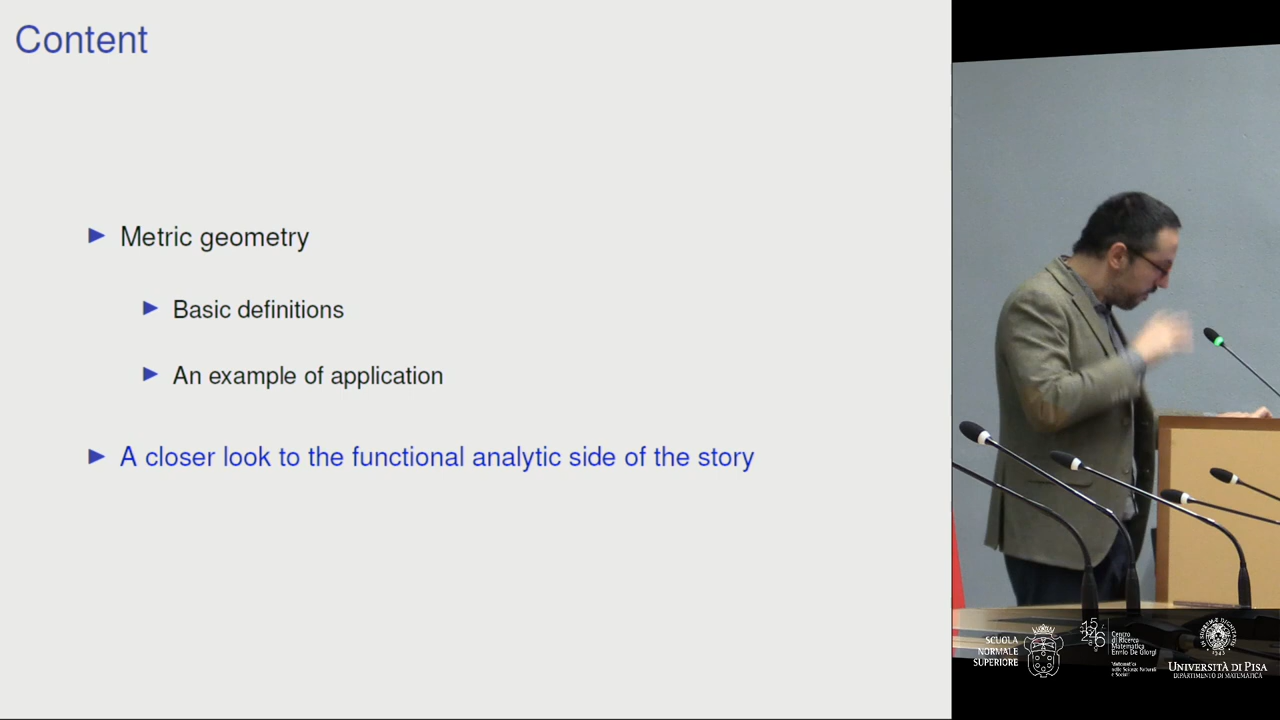 Content
Metric geometry
Basic definitions
An example of application
A closer look to the functional analytic side of the story
SCUOLA
NORMALE
SUPERIORE
Centro
di Ricerca
Matematica
Ennio De Giorgi
UNIVERSITÀ DI PISA
DIPARTIMENTO DI MATEMATICA